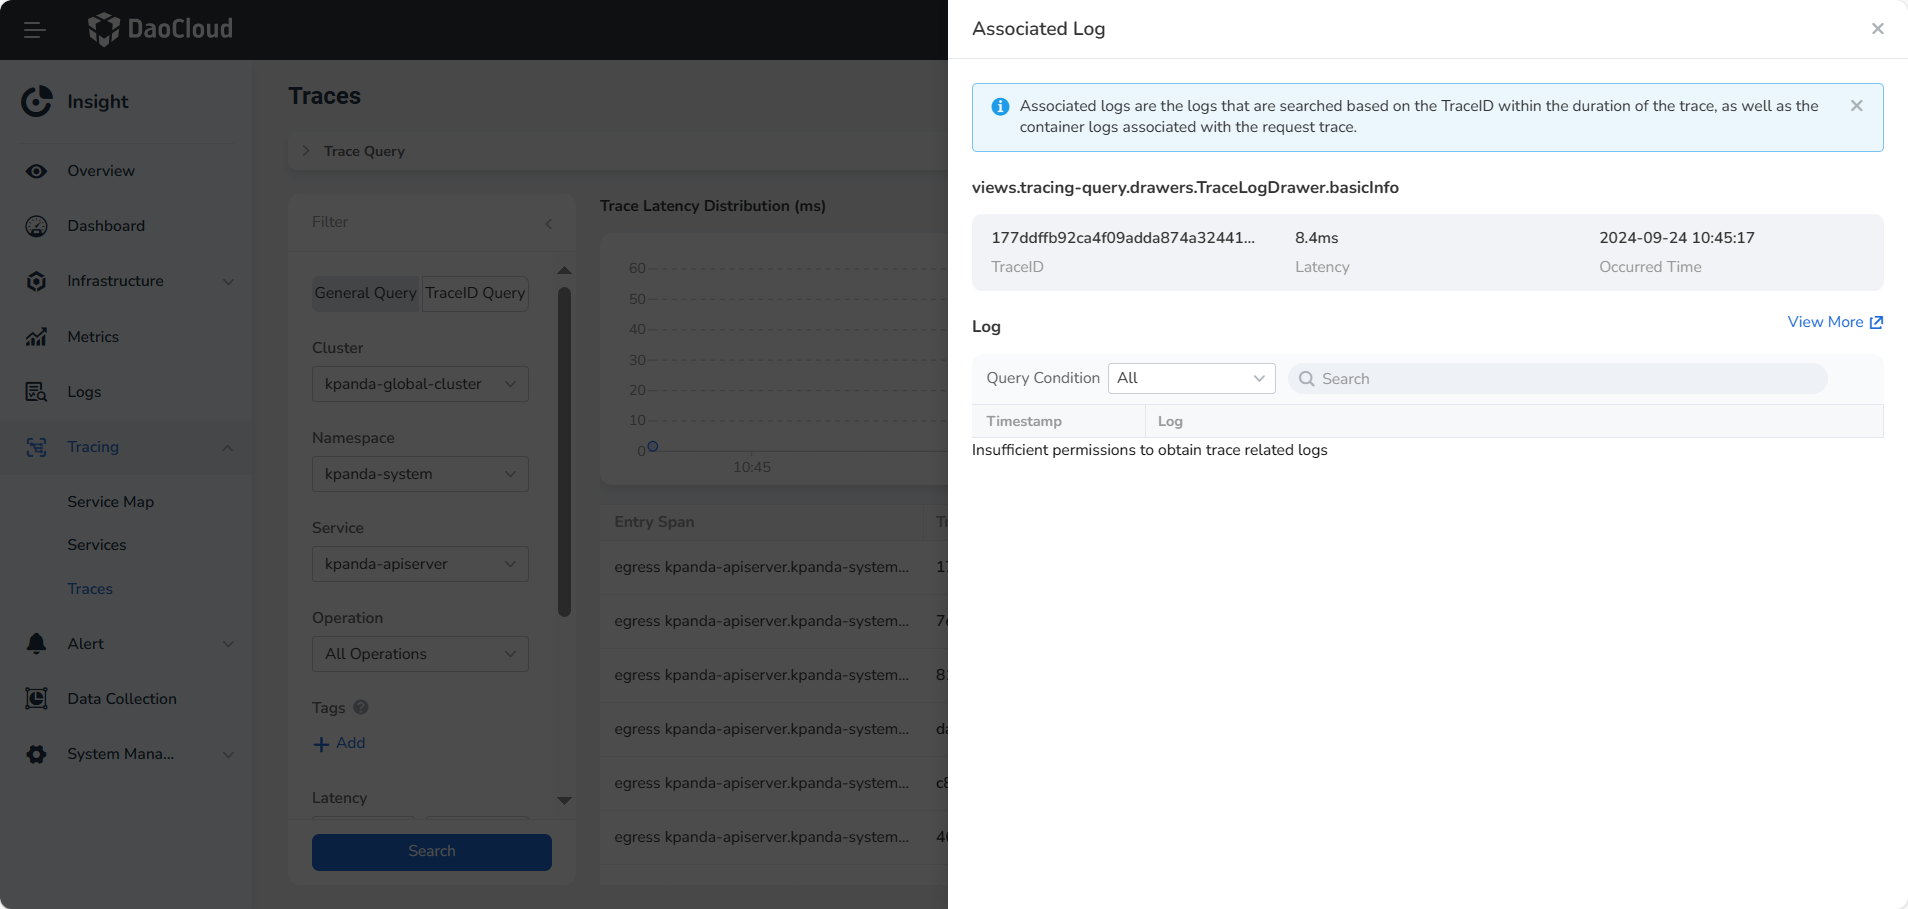 DaoCloud
Insight
Overview
Dashboard
Infrastructure
Metrics
Logs
Tracing
Service Map
Services
Traces
Alert
Data Collection
System Mana...
Traces
Trace Query
Filter
General Query
TraceID Query
Cluster
kpanda-global-cluster
Namespace
kpanda-system
Service
kpanda-apiserver
Operation
All Operations
Tags
Add
Latency
Search
Trace Latency Distribution (ms)
60
50
40
30
20
10
0
10:45
Entry Span
egress kpanda-apiserver.kpanda-system...
egress kpanda-apiserver.kpanda-system...
egress kpanda-apiserver.kpanda-system...
egress kpanda-apiserver.kpanda-system...
egress kpanda-apiserver.kpanda-system...
egress kpanda-apiserver.kpanda-system...
Associated Log
Associated logs are the logs that are searched based on the TraceID within the duration of the trace, as well as the
container logs associated with the request trace.
views.tracing-query.drawers.TraceLogDrawer.basicInfo
177ddffb92ca4f09adda874a32441... 8.4ms 2024-09-24 10:45:17
TraceID Latency Occurred Time
Log
View More
Query Condition All Search
Timestamp Log
Insufficient permissions to obtain trace related logs